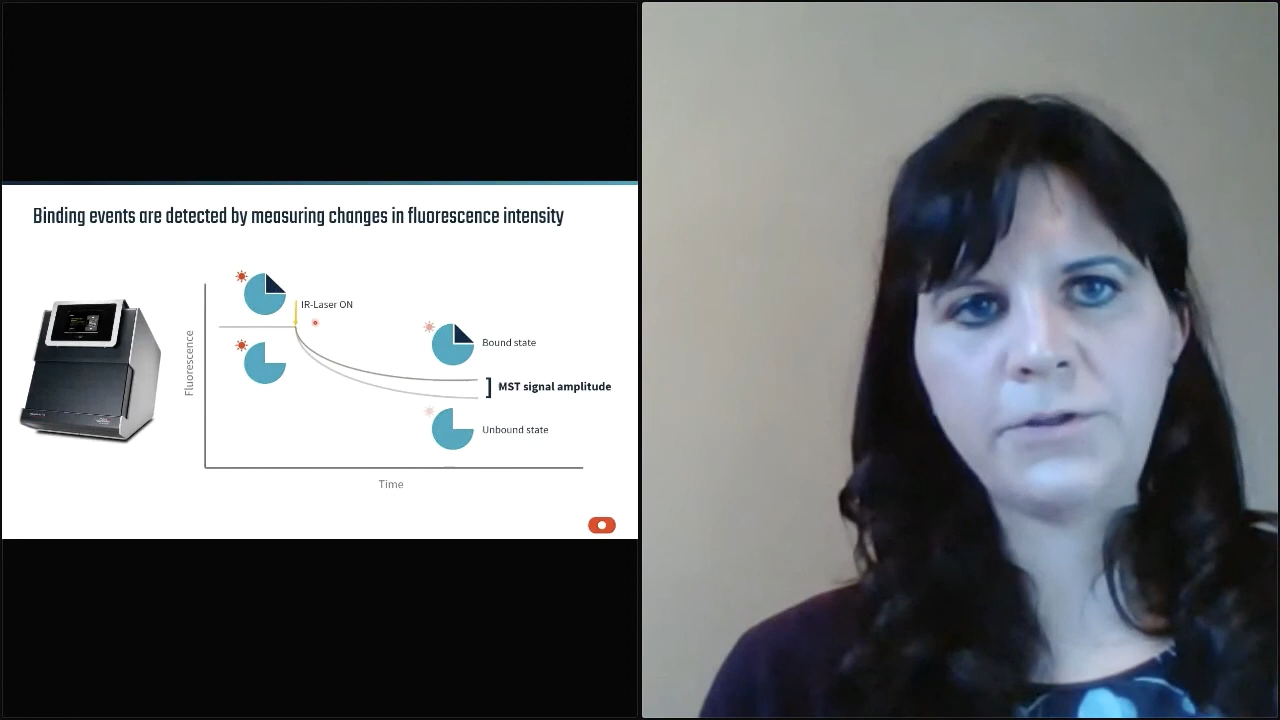 Binding events are detected by measuring changes in fluorescence intensity
IR-Laser ON
Fluorescence
Bound state
MST signal amplitude
Unbound state
Time